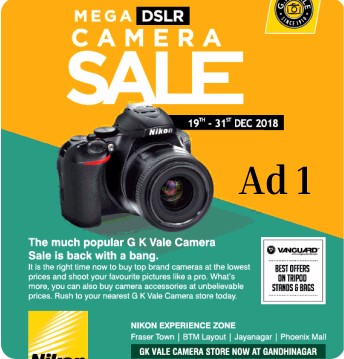 MEGA DSLR
CAMERA
SALE
SINCE 1910
19TH - 31ST DEC 2018
Nikon
Ad 1
The much popular G K Vale Camera
Sale is back with a bang.
It is the right time now to buy top brand cameras at the lowest
prices and shoot your favourite pictures like a pro. What's
more, you can also buy camera accessories at unbelievable
prices. Rush to your nearest G K Vale Camera store today.
VANGUARD
BEST OFFERS
ON TRIPOD
STANDS & BAGS
Nikon
NIKON EXPERIENCE ZONE
Fraser Town | BTM Layout | Jayanagar | Phoenix Mall
GK VALE CAMERA STORE NOW AT GANDHINAGAR